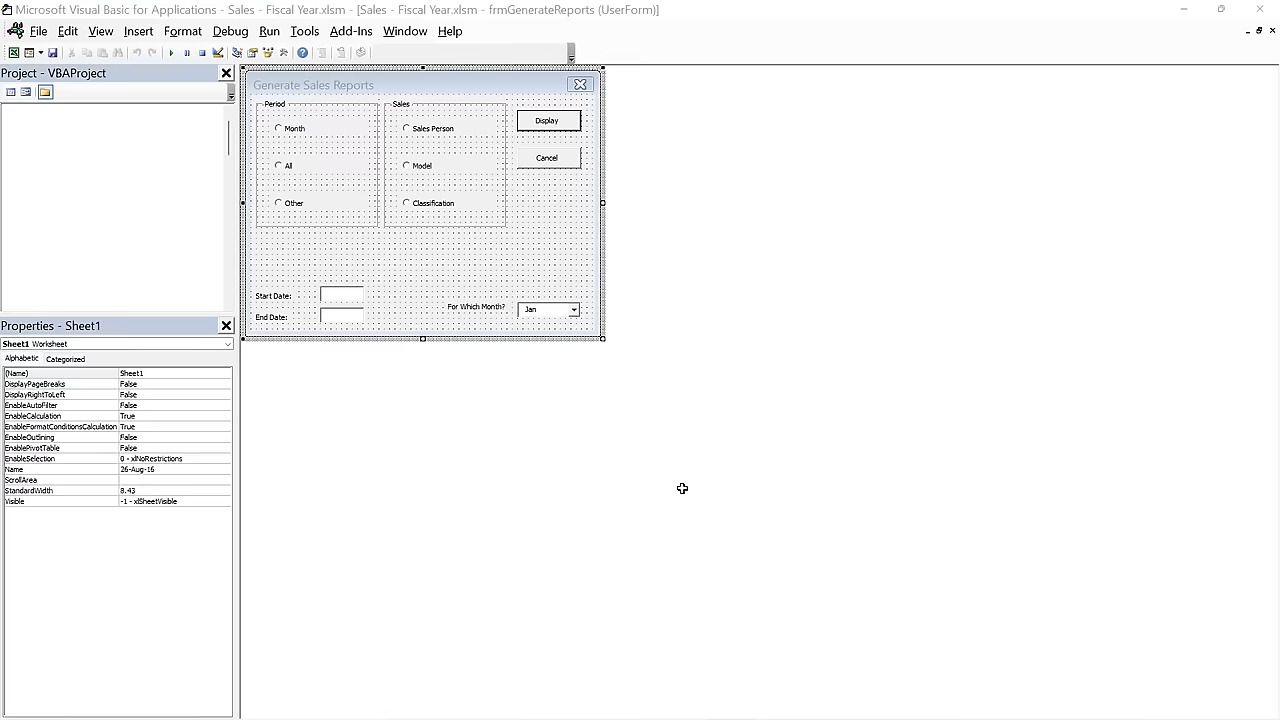 Microsoft Visual Basic for Applications - Sales - Fiscal Year.xlsm - [Sales - Fiscal Year.xlsm - frmGenerateReports (UserForm)]
File Edit View Insert Format Debug Run Tools Add-Ins Window Help
Project - VBAProject
Generate Sales Reports
Period
Sales
Month
Sales Person
Display
All
Model
Cancel
Other
Classification
Start Date:
End Date:
For Which Month?
Jan
Properties - Sheet1
Sheet1 Worksheet
Alphabetic Categorized
(Name) Sheet1
DisplayPageBreaks False
DisplayRightToLeft False
EnableAutoFilter False
EnableCalculation True
EnableFormatConditionsCalculation True
EnableOutlining False
EnablePivotTable False
EnableSelection 0 - xlNoRestrictions
Name 26-Aug-16
ScrollArea
StandardWidth 8.43
Visible -1 - xlSheetVisible